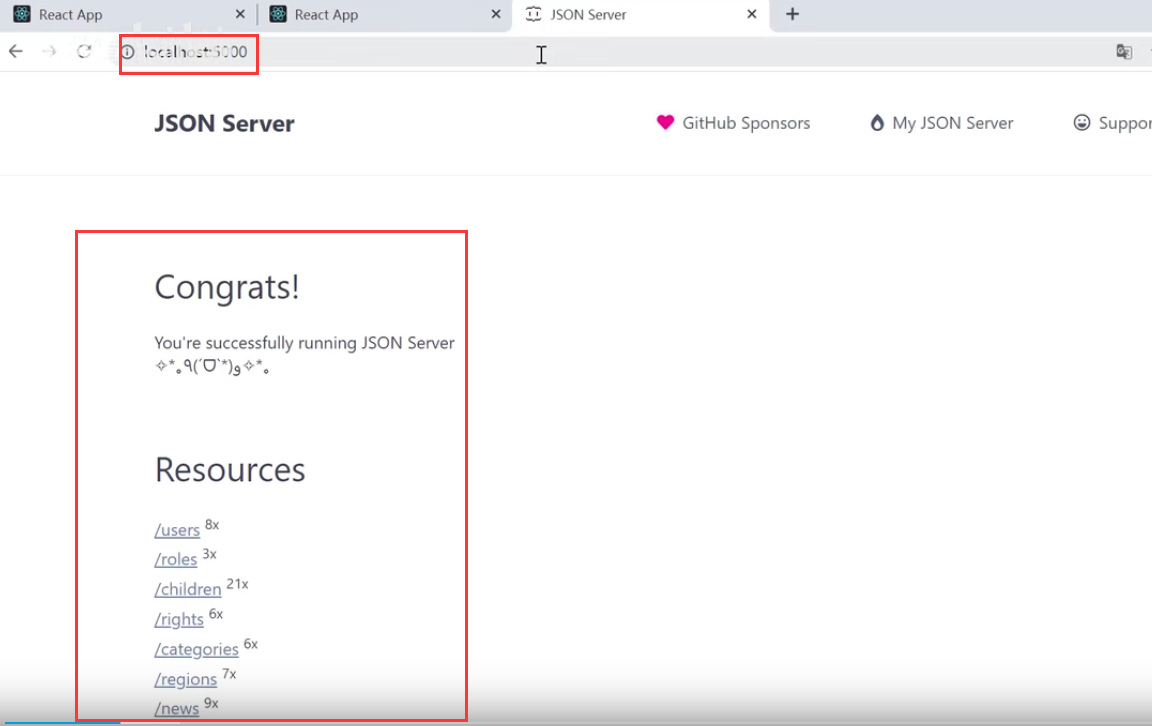 React App
React App
JSON Server
localhost:5000
JSON Server
GitHub Sponsors
My JSON Server
Suppor
Congrats!
You're successfully running JSON Server
✧*｡٩(ˊᗜˋ*)و✧*｡
Resources
/users 8x
/roles 3x
/children 21x
/rights 6x
/categories 6x
/regions 7x
/news 9x